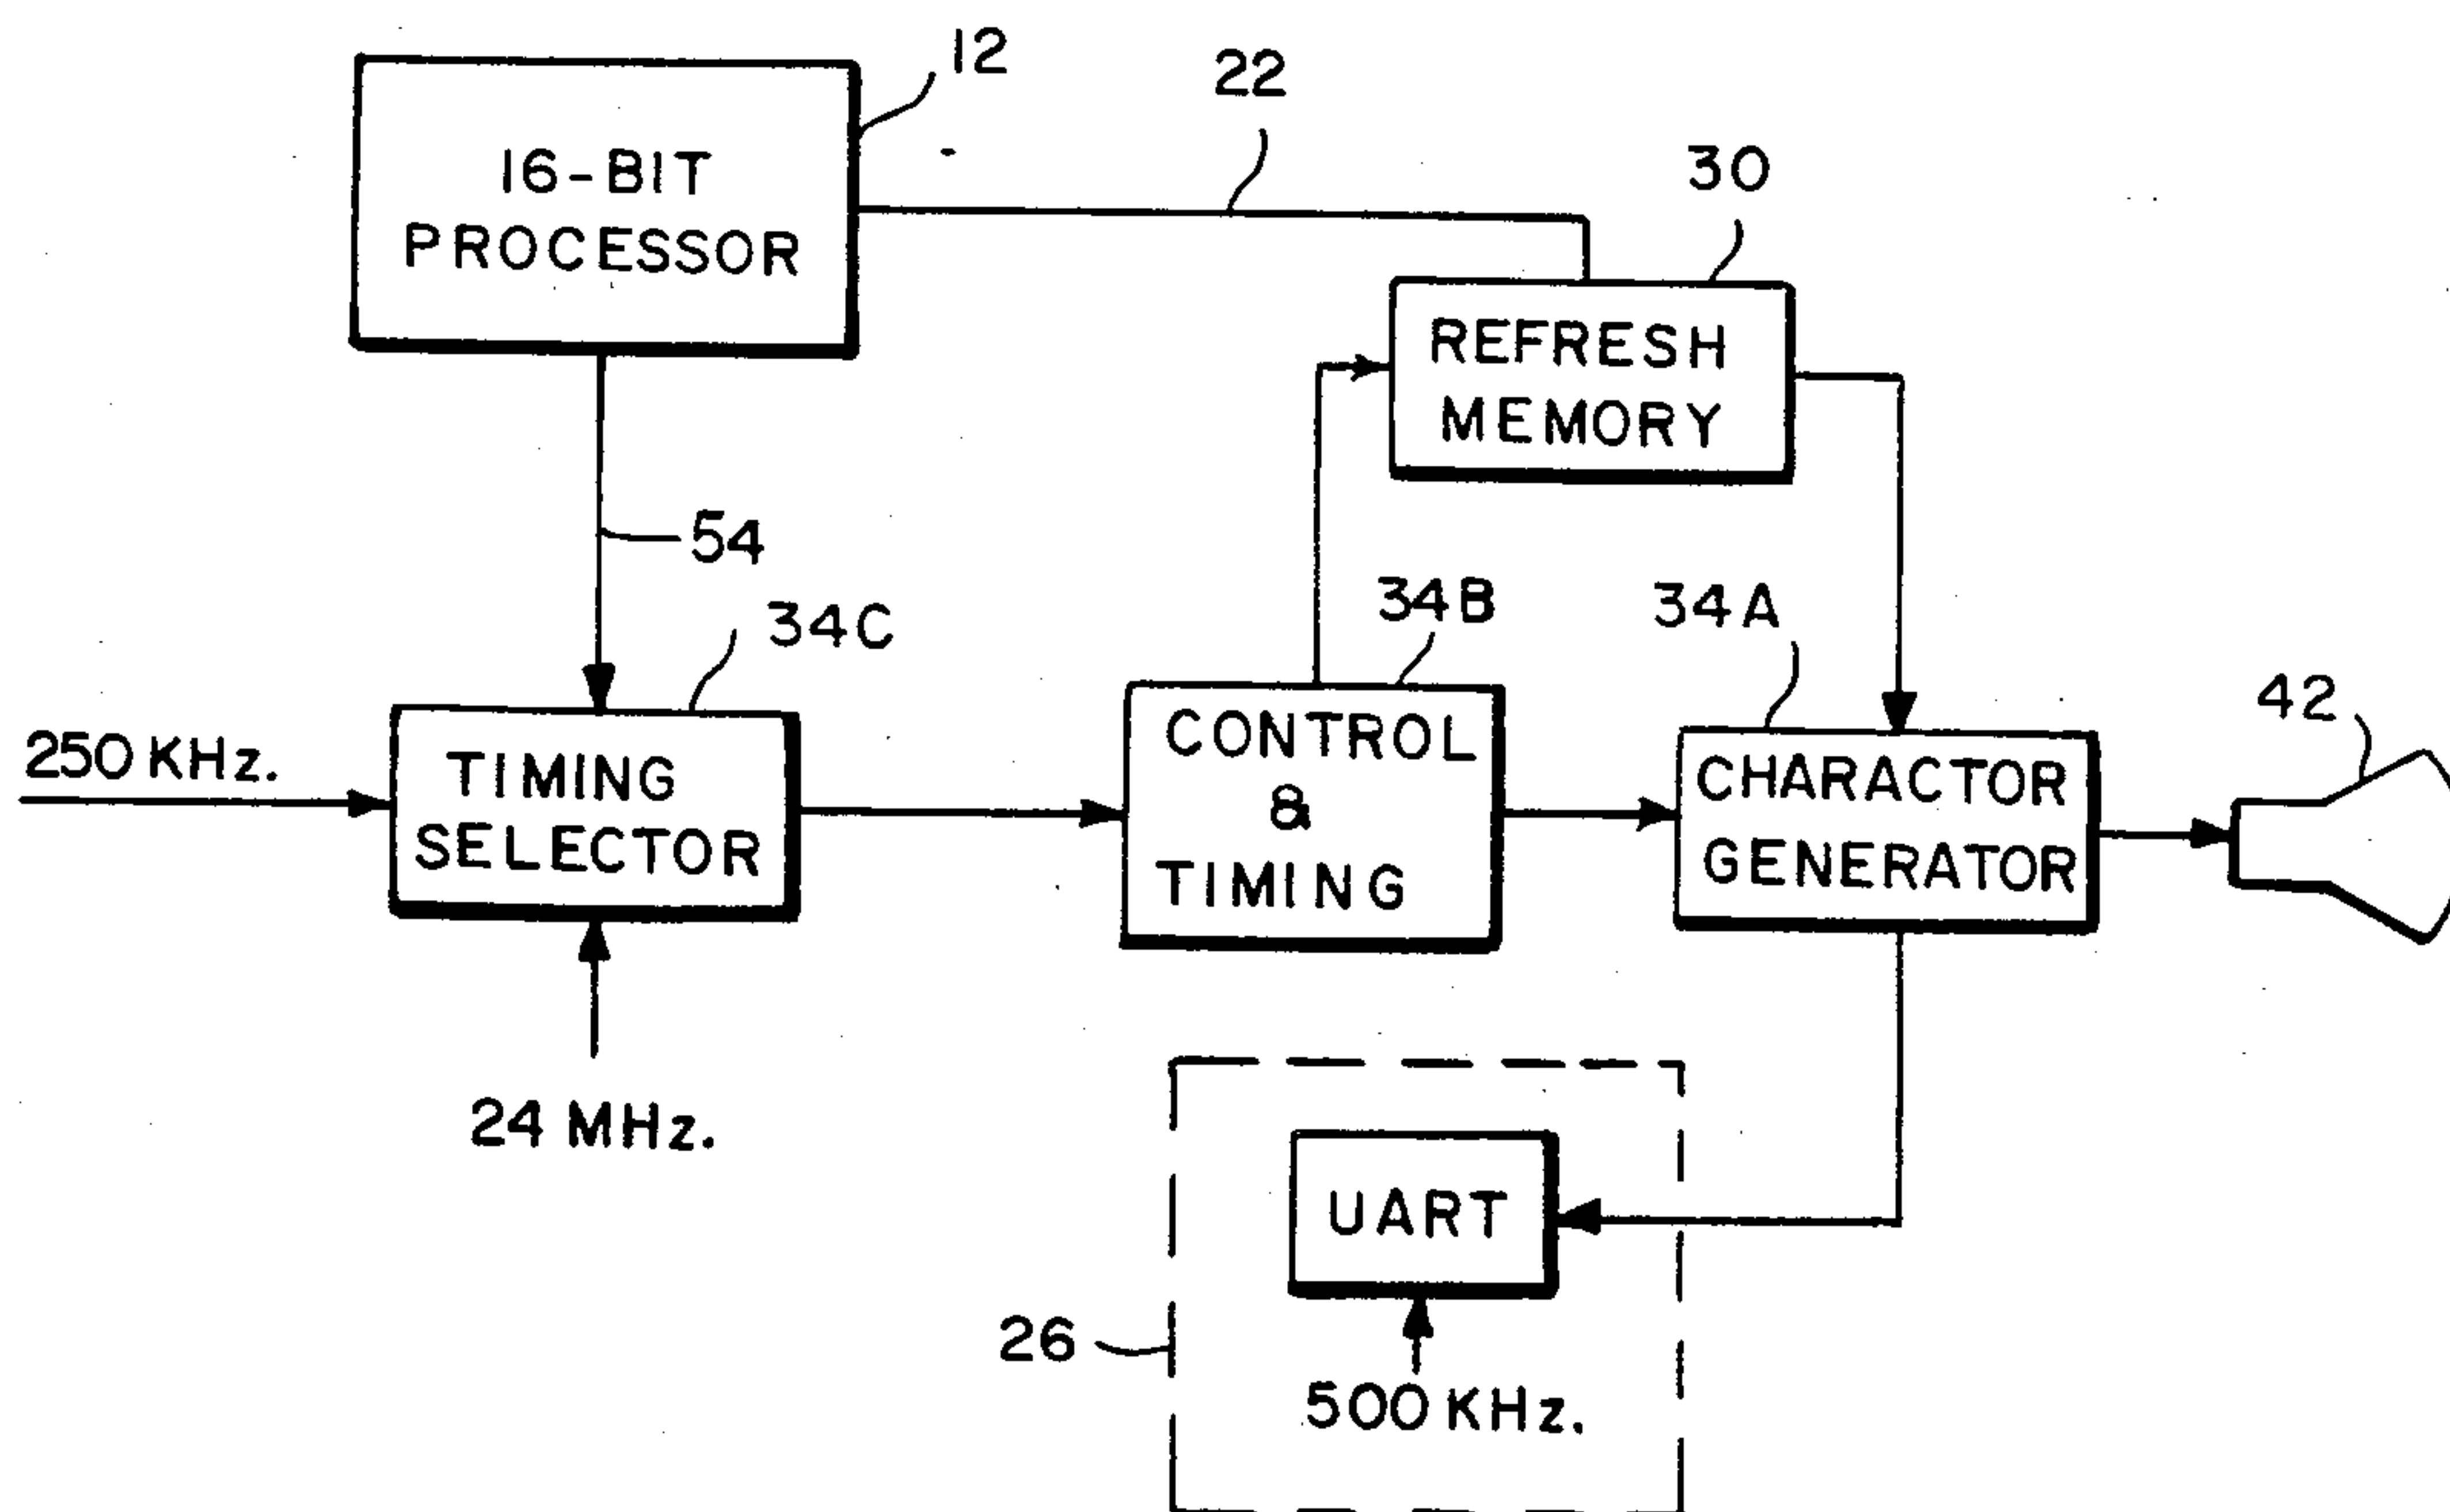 12
22
16-BIT
PROCESSOR
30
REFRESH
MEMORY
54
34C
34B
34A
42
250 KHz.
TIMING
SELECTOR
CONTROL
&
TIMING
CHARACTOR
GENERATOR
24 MHz.
UART
26
500 KHz.